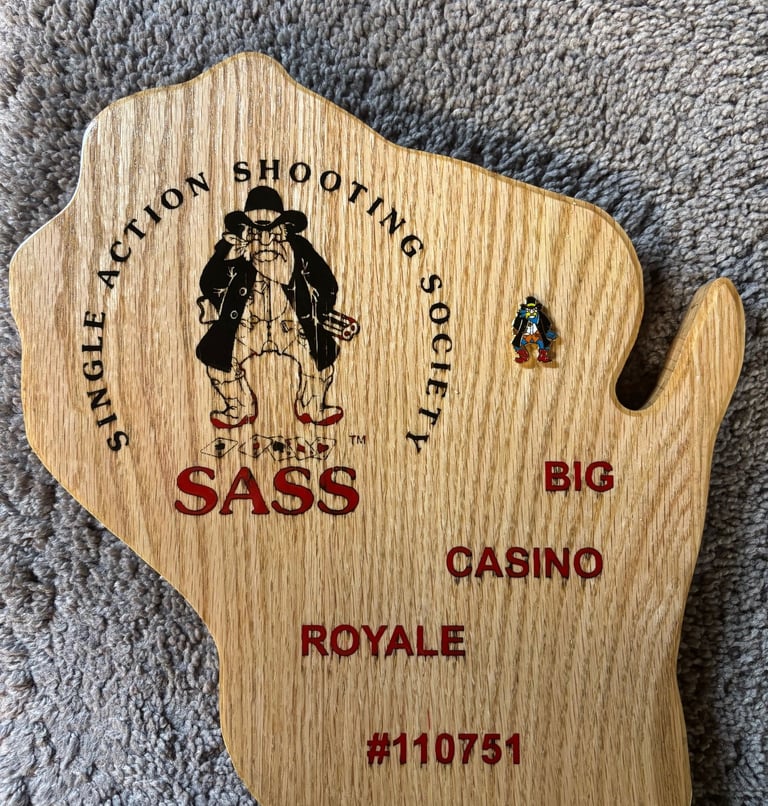 SINGLE ACTION SHOOTING SOCIETY
TM
SASS
BIG
CASINO
ROYALE
#110751